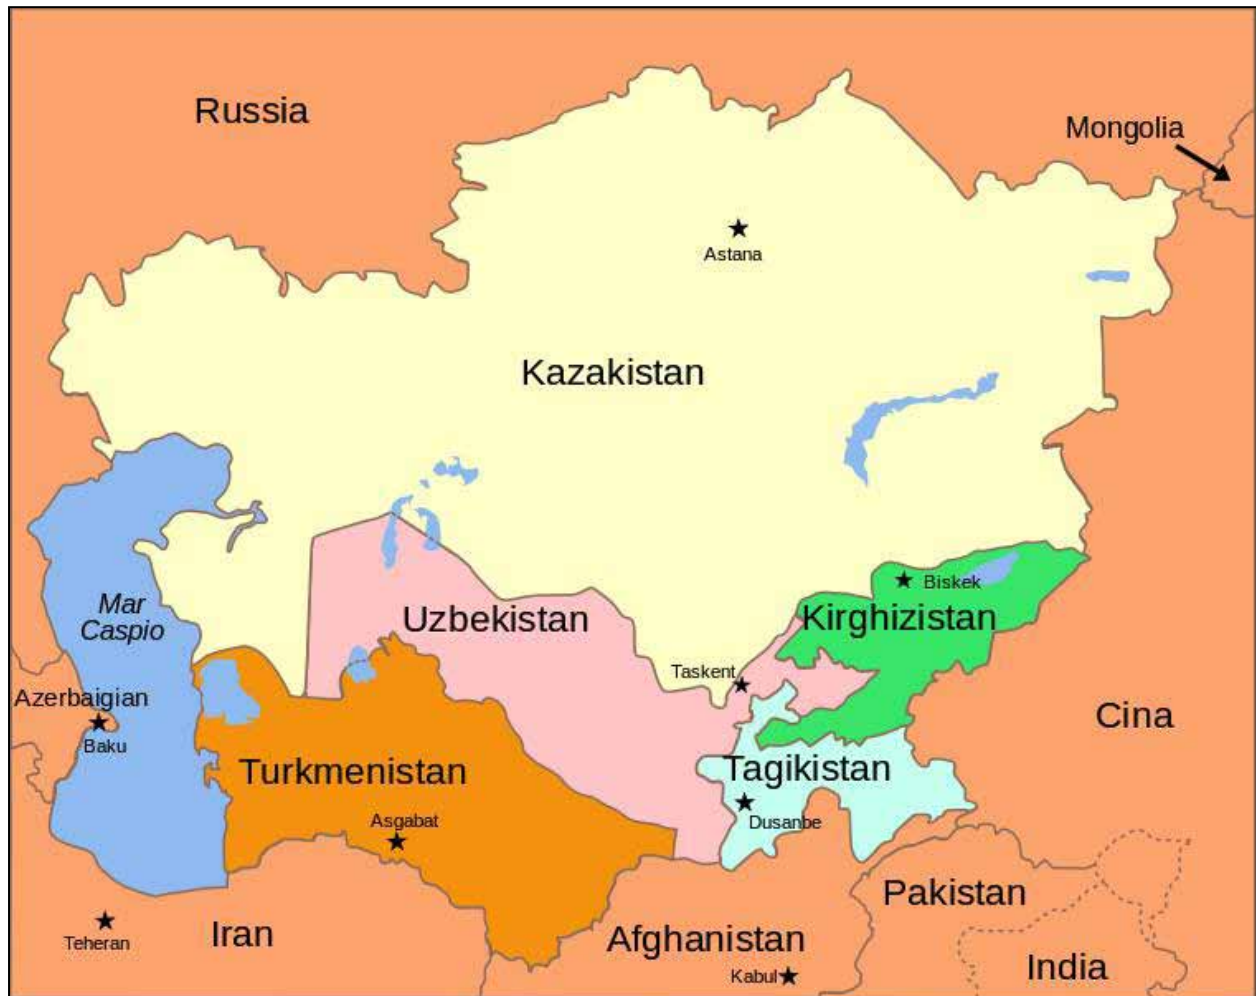 Russia
Mongolia
Astana
Kazakistan
Biskek
Mar
Caspio
Uzbekistan
Kirghizistan
Taskent
Azerbaigian
Baku
Cina
Turkmenistan
Tagikistan
Asgabat
Dusanbe
Pakistan
Teheran
Iran
Afghanistan
Kabul
India